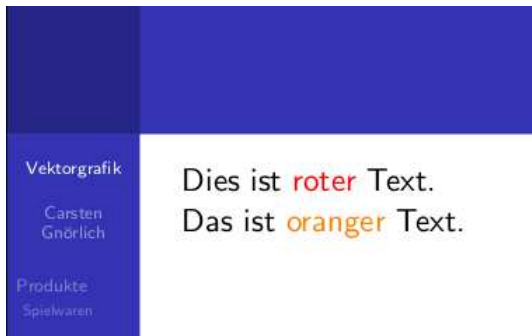 Vektorgrafik
Carsten
Gnörlich
Produkte
Spielwaren
Dies ist roter Text.
Das ist oranger Text.